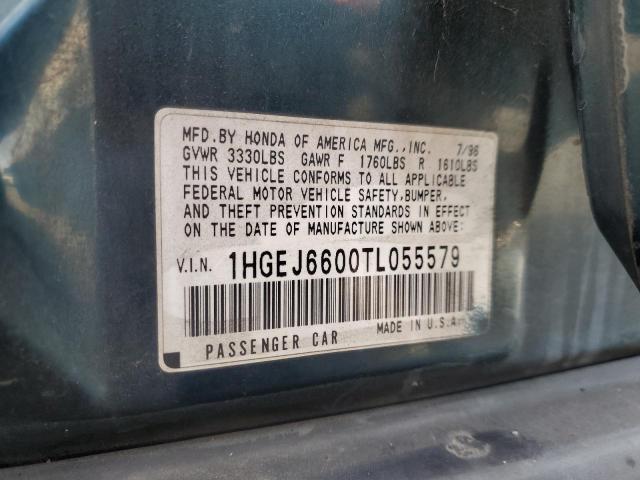 MFD.BY HONDA OF AMERICA MFG.,INC. 7/96
GVWR 3330LBS GAWR F 1760LBS R 1610LBS
THIS VEHICLE CONFORMS TO ALL APPLICABLE
FEDERAL MOTOR VEHICLE SAFETY,BUMPER,
AND THEFT PREVENTION STANDARDS IN EFFECT
ON THE DATE OF MANUFACTURE SHOWN ABOVE:
V.I.N. 1HGEJ6600TL055579
PASSENGER CAR MADE IN U.S.A.